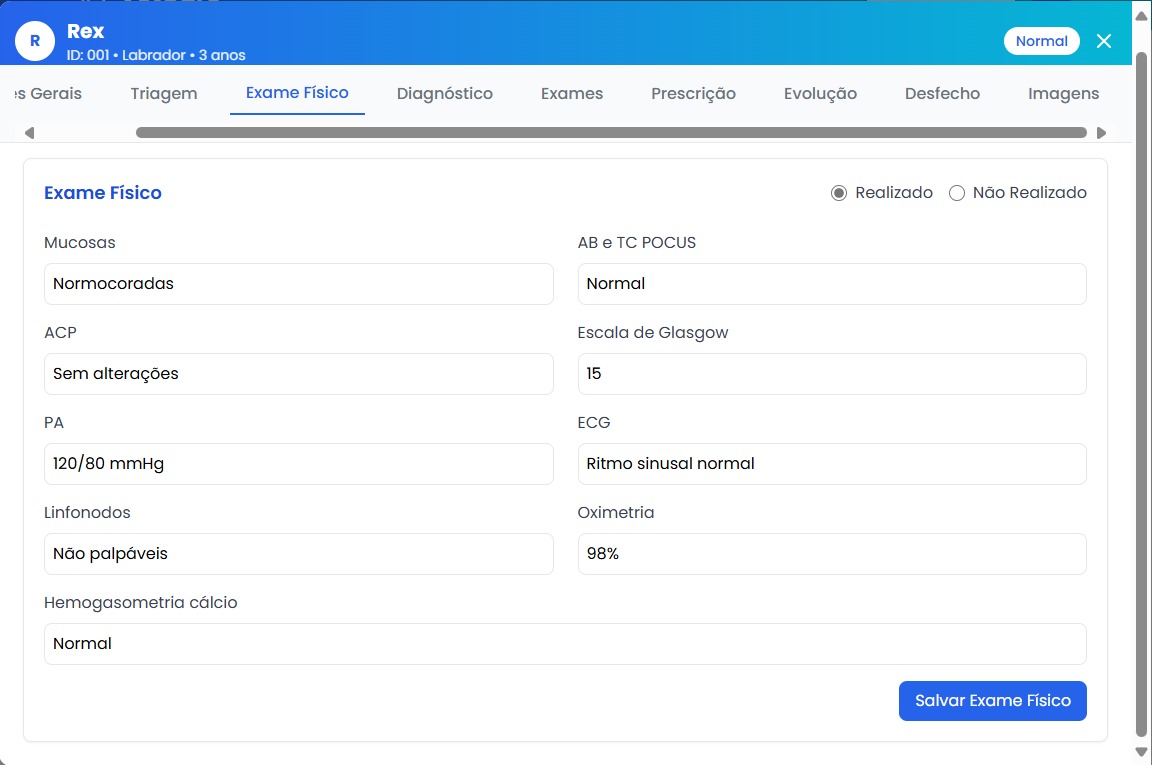 R
Rex
ID: 001 • Labrador • 3 anos
Normal
es Gerais
Triagem
Exame Físico
Diagnóstico
Exames
Prescrição
Evolução
Desfecho
Imagens
Exame Físico
Realizado
Não Realizado
Mucosas
AB e TC POCUS
Normocoradas
Normal
ACP
Escala de Glasgow
Sem alterações
15
PA
ECG
120/80 mmHg
Ritmo sinusal normal
Linfonodos
Oximetria
Não palpáveis
98%
Hemogasometria cálcio
Normal
Salvar Exame Físico